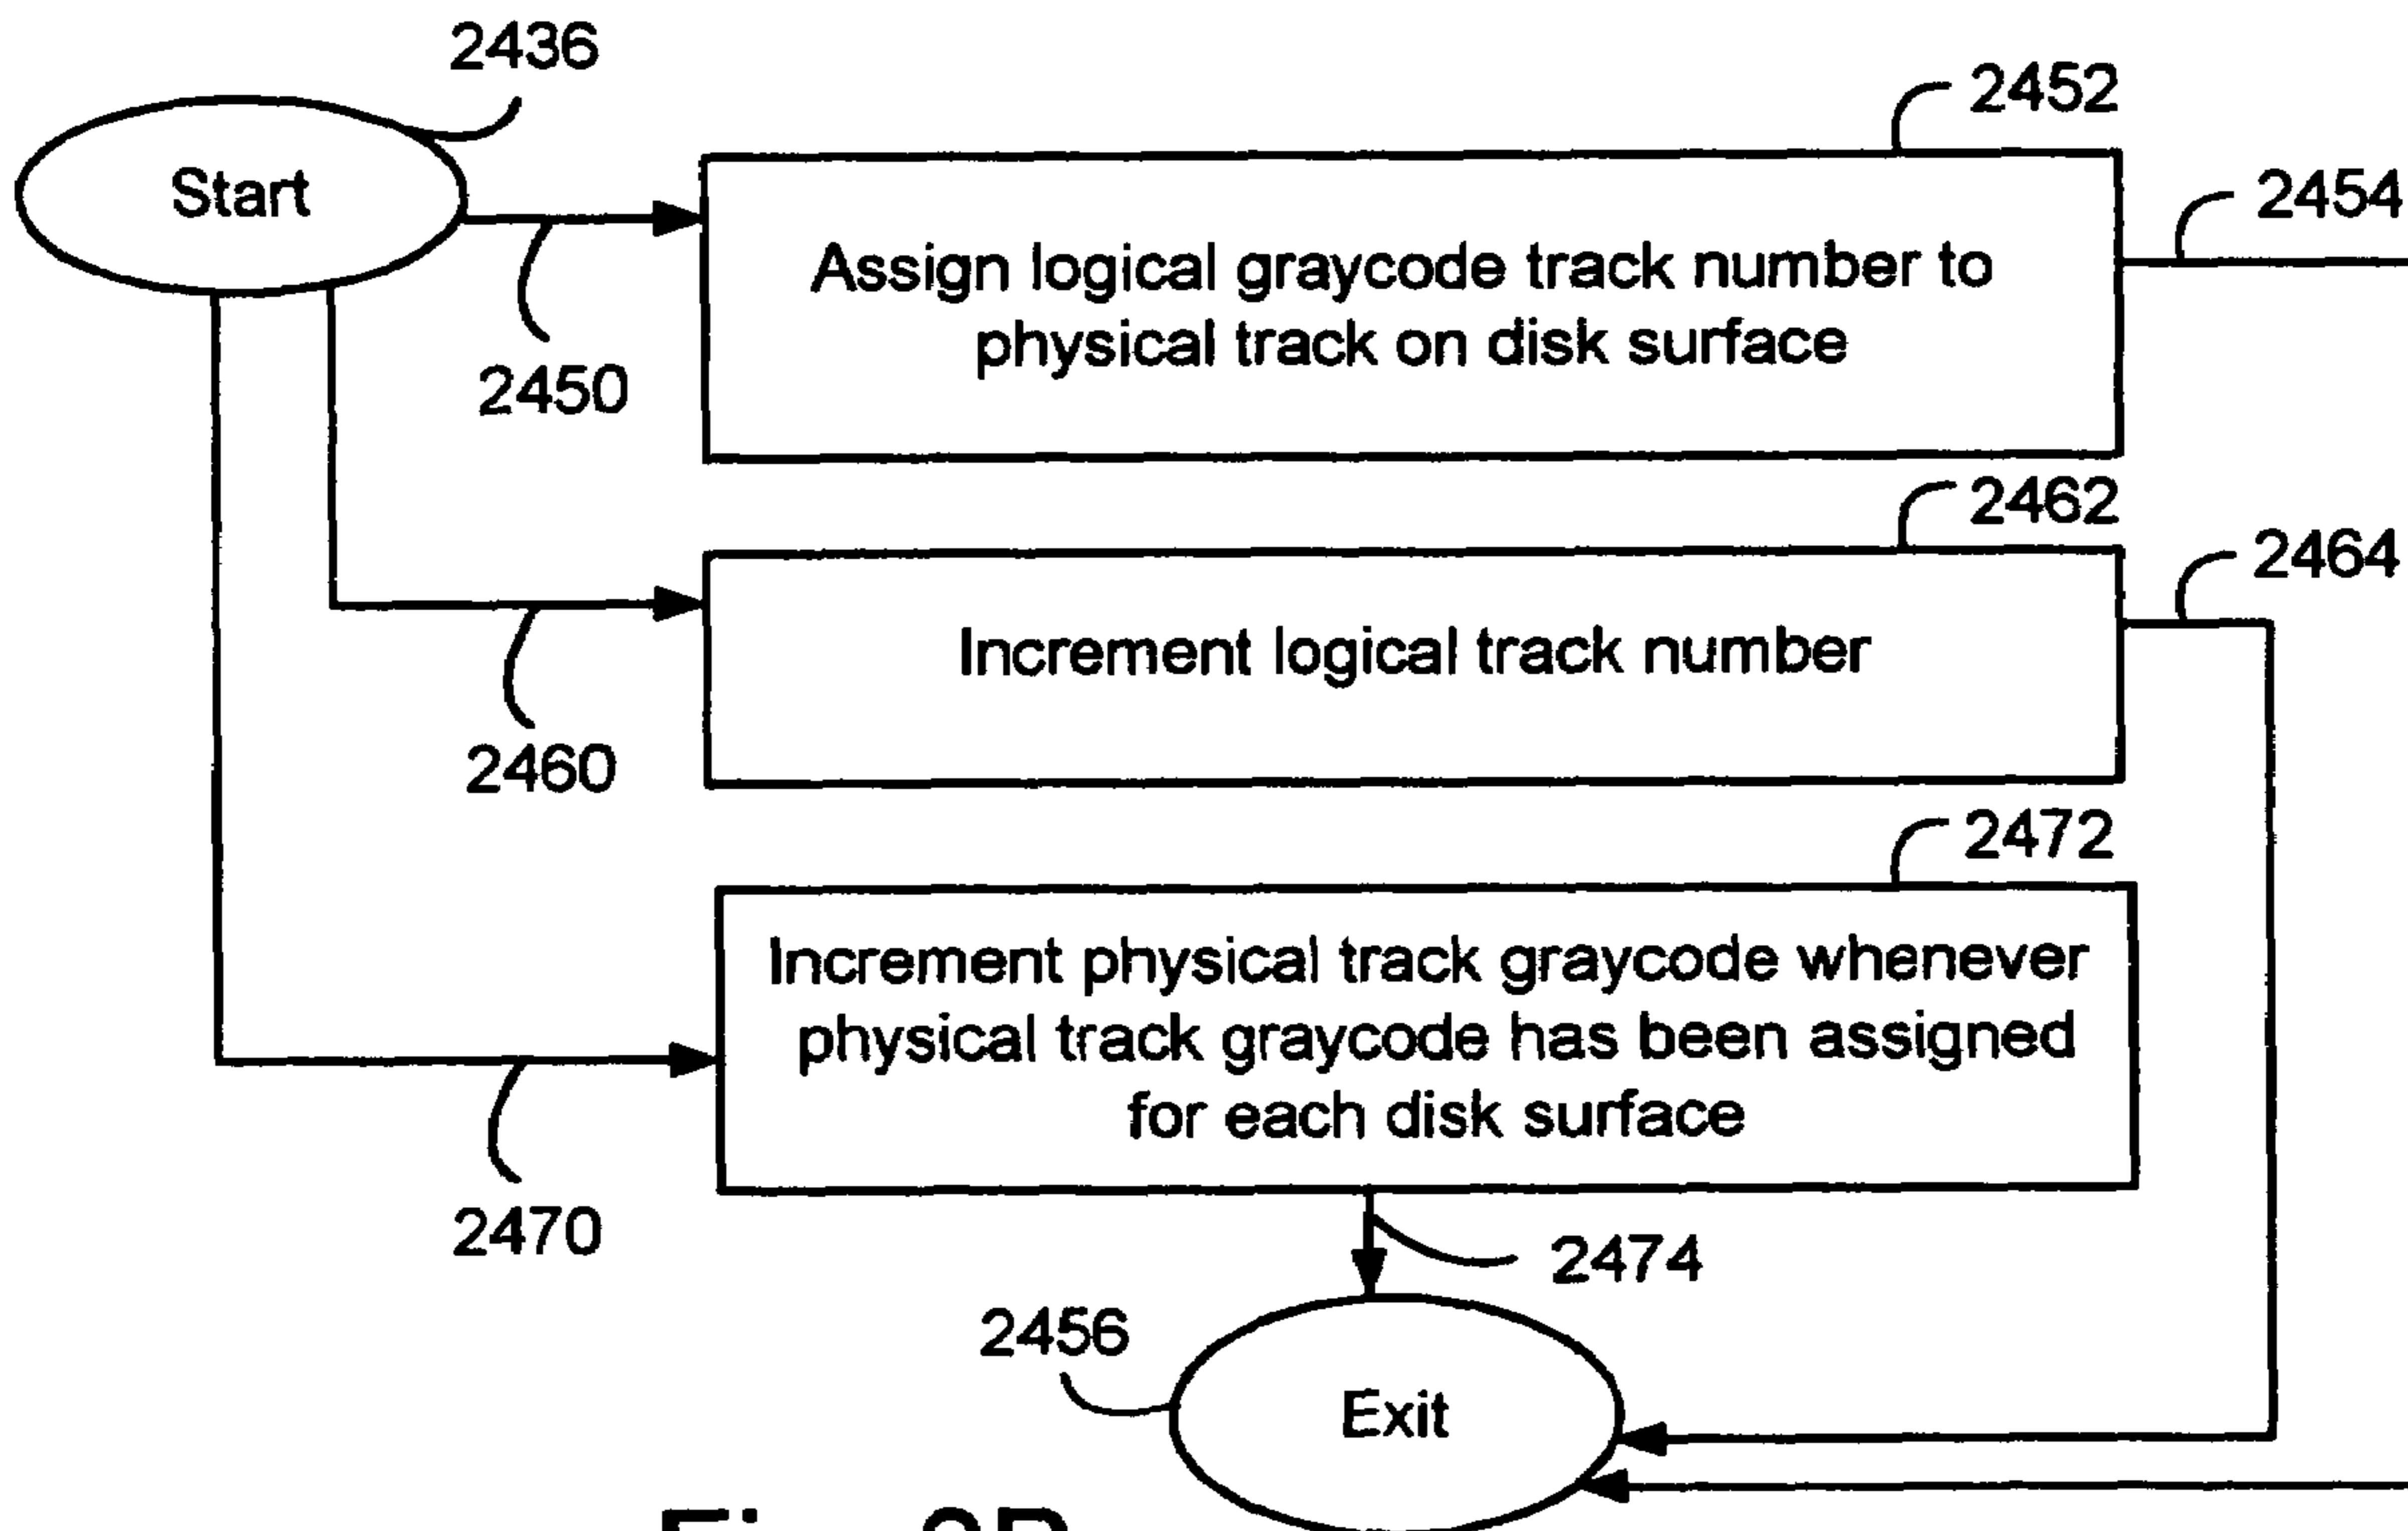 2436
Start
2452
2454
Assign logical graycode track number to
physical track on disk surface
2450
2462
2464
Increment logical track number
2460
2472
Increment physical track graycode whenever
physical track graycode has been assigned
for each disk surface
2470
2474
2456
Exit